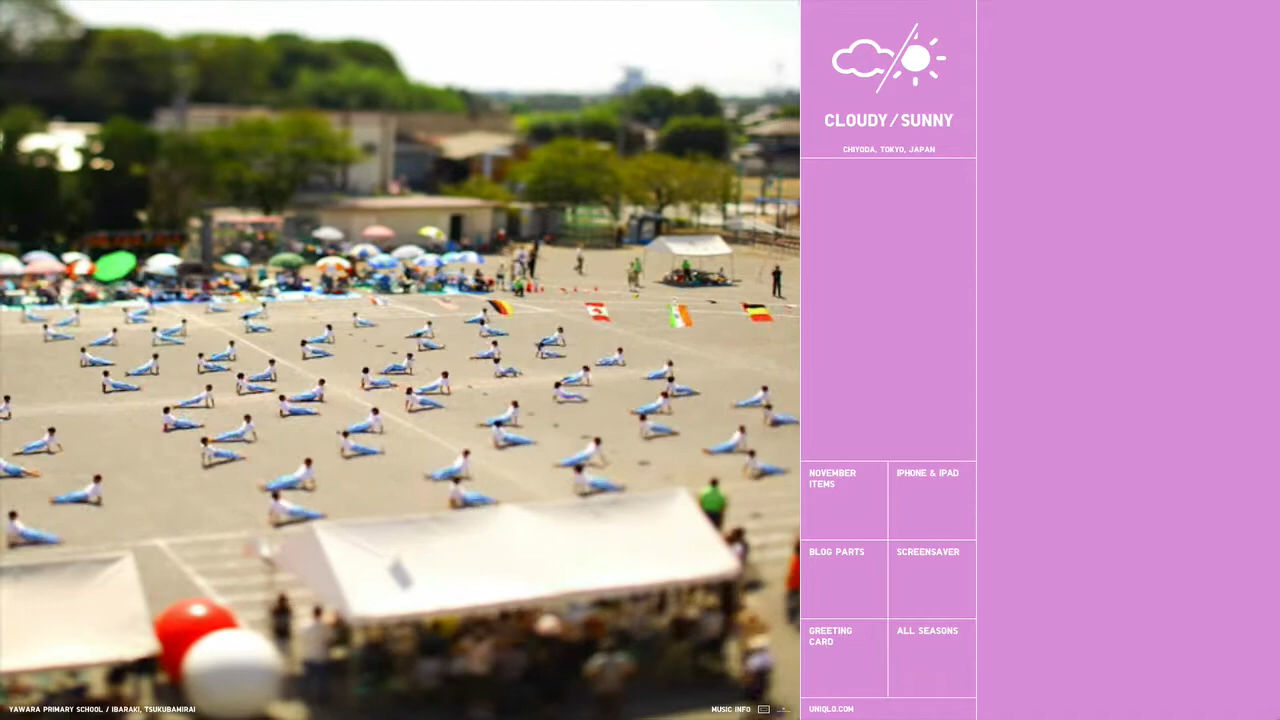 CLOUDY/SUNNY
CHIYODA, TOKYO, JAPAN
NOVEMBER
ITEMS
IPHONE & IPAD
BLOG PARTS
SCREENSAVER
GREETING
CARD
ALL SEASONS
YAWARA PRIMARY SCHOOL / IBARAKI, TSUKUBAMIRAI
MUSIC INFO
UNIQLO.COM